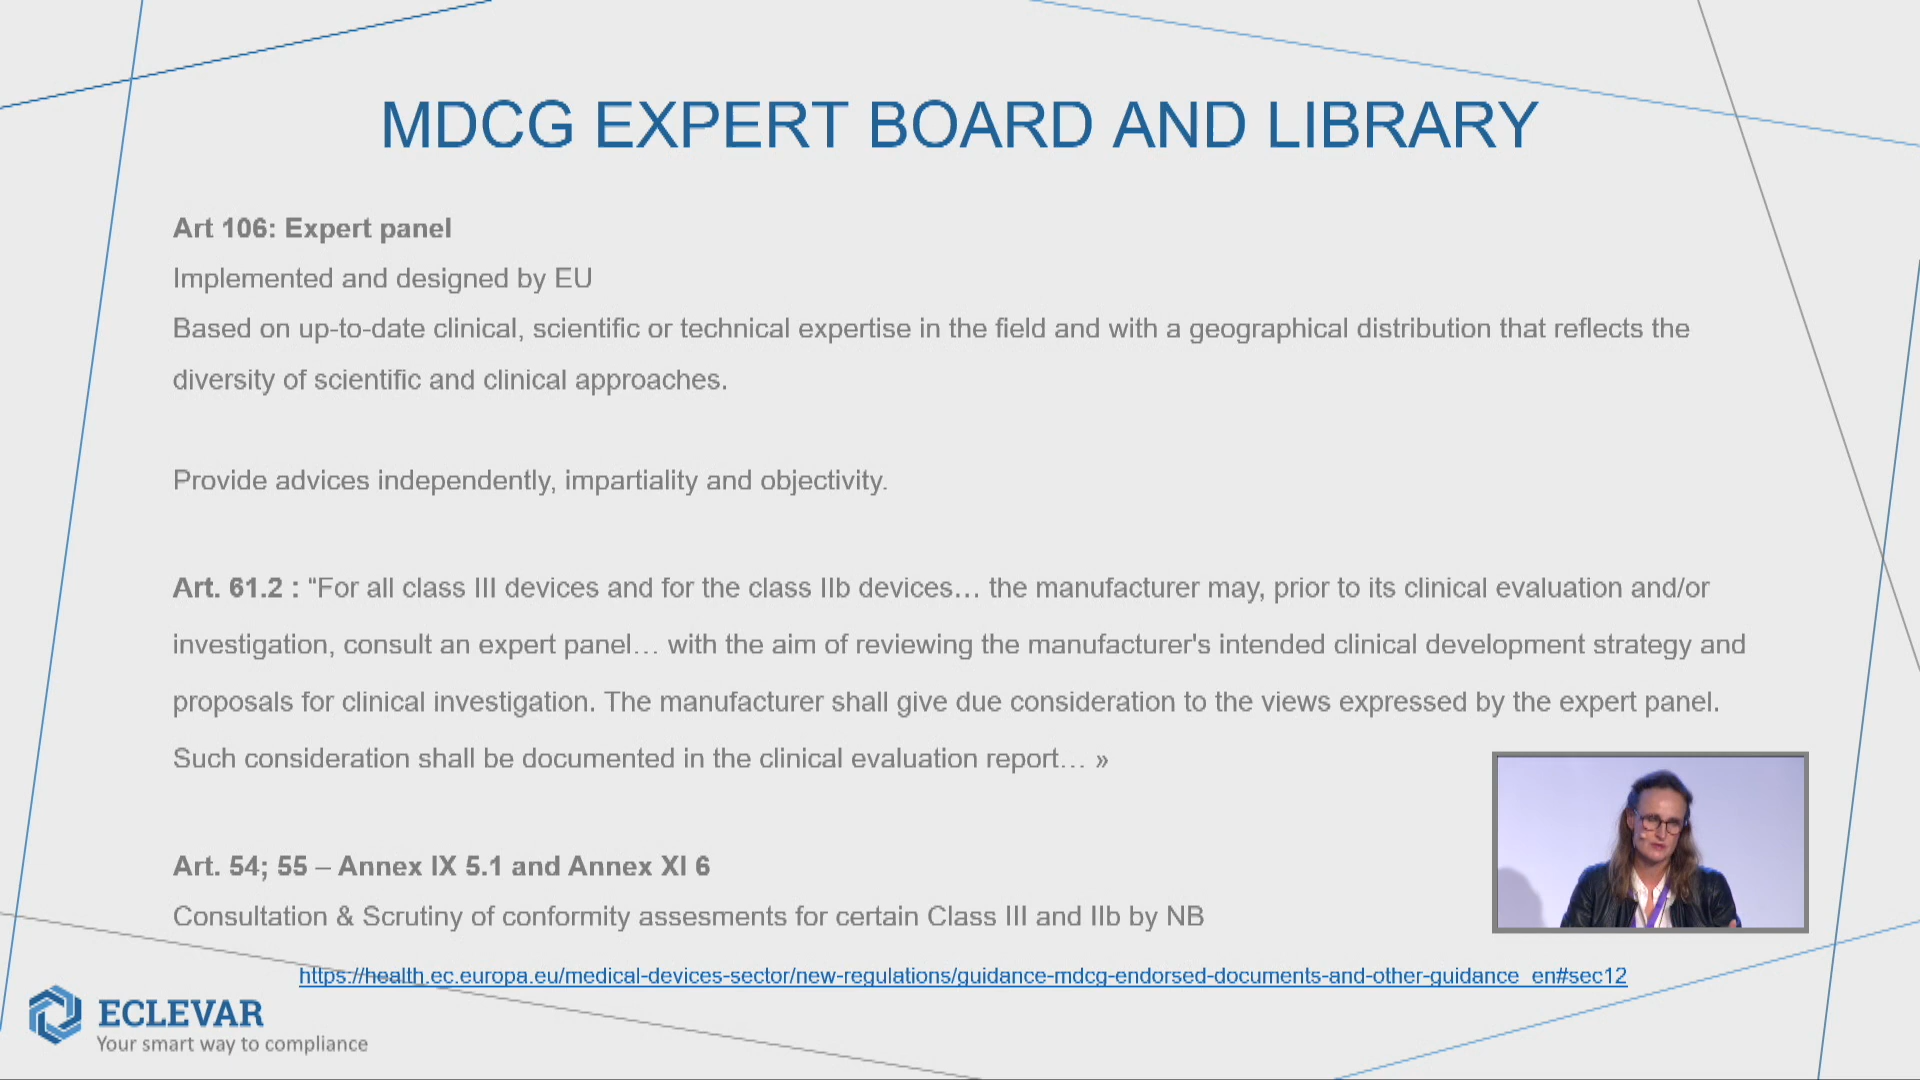 MDCG EXPERT BOARD AND LIBRARY
Art 106: Expert panel
Implemented and designed by EU
Based on up-to-date clinical, scientific or technical expertise in the field and with a geographical distribution that reflects the
diversity of scientific and clinical approaches.
Provide advices independently, impartiality and objectivity.
Art. 61.2 : “For all class III devices and for the class IIb devices… the manufacturer may, prior to its clinical evaluation and/or
investigation, consult an expert panel… with the aim of reviewing the manufacturer's intended clinical development strategy and
proposals for clinical investigation. The manufacturer shall give due consideration to the views expressed by the expert panel.
Such consideration shall be documented in the clinical evaluation report… »
Art. 54; 55 – Annex IX 5.1 and Annex XI 6
Consultation & Scrutiny of conformity assesments for certain Class III and IIb by NB
https://health.ec.europa.eu/medical-devices-sector/new-regulations/guidance-mdcg-endorsed-documents-and-other-guidance_en#sec12
ECLEVAR
Your smart way to compliance